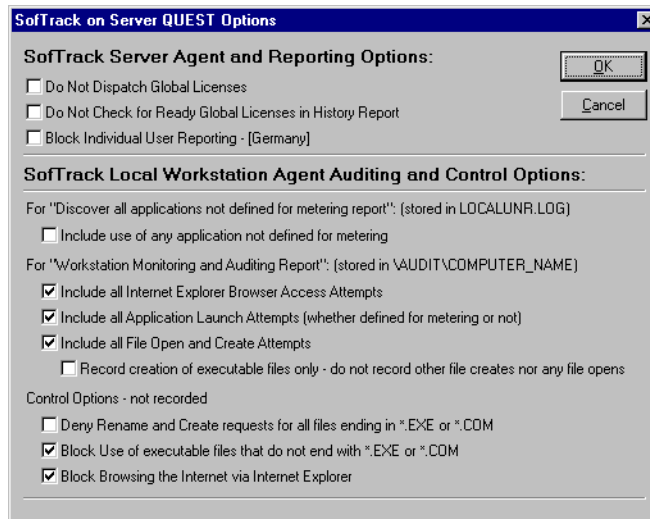 SofTrack on Server QUEST Options
SofTrack Server Agent and Reporting Options:
OK
Do Not Dispatch Global Licenses
Do Not Check for Ready Global Licenses in History Report
Cancel
Block Individual User Reporting - [Germany]
SofTrack Local Workstation Agent Auditing and Control Options:
For "Discover all applications not defined for metering report": (stored in LOCALUNR.LOG)
Include use of any application not defined for metering
For "Workstation Monitoring and Auditing Report": (stored in \AUDIT\COMPUTER_NAME)
Include all Internet Explorer Browser Access Attempts
Include all Application Launch Attempts (whether defined for metering or not)
Include all File Open and Create Attempts
Record creation of executable files only - do not record other file creates nor any file opens
Control Options - not recorded
Deny Rename and Create requests for all files ending in *.EXE or *.COM
Block Use of executable files that do not end with *.EXE or *.COM
Block Browsing the Internet via Internet Explorer